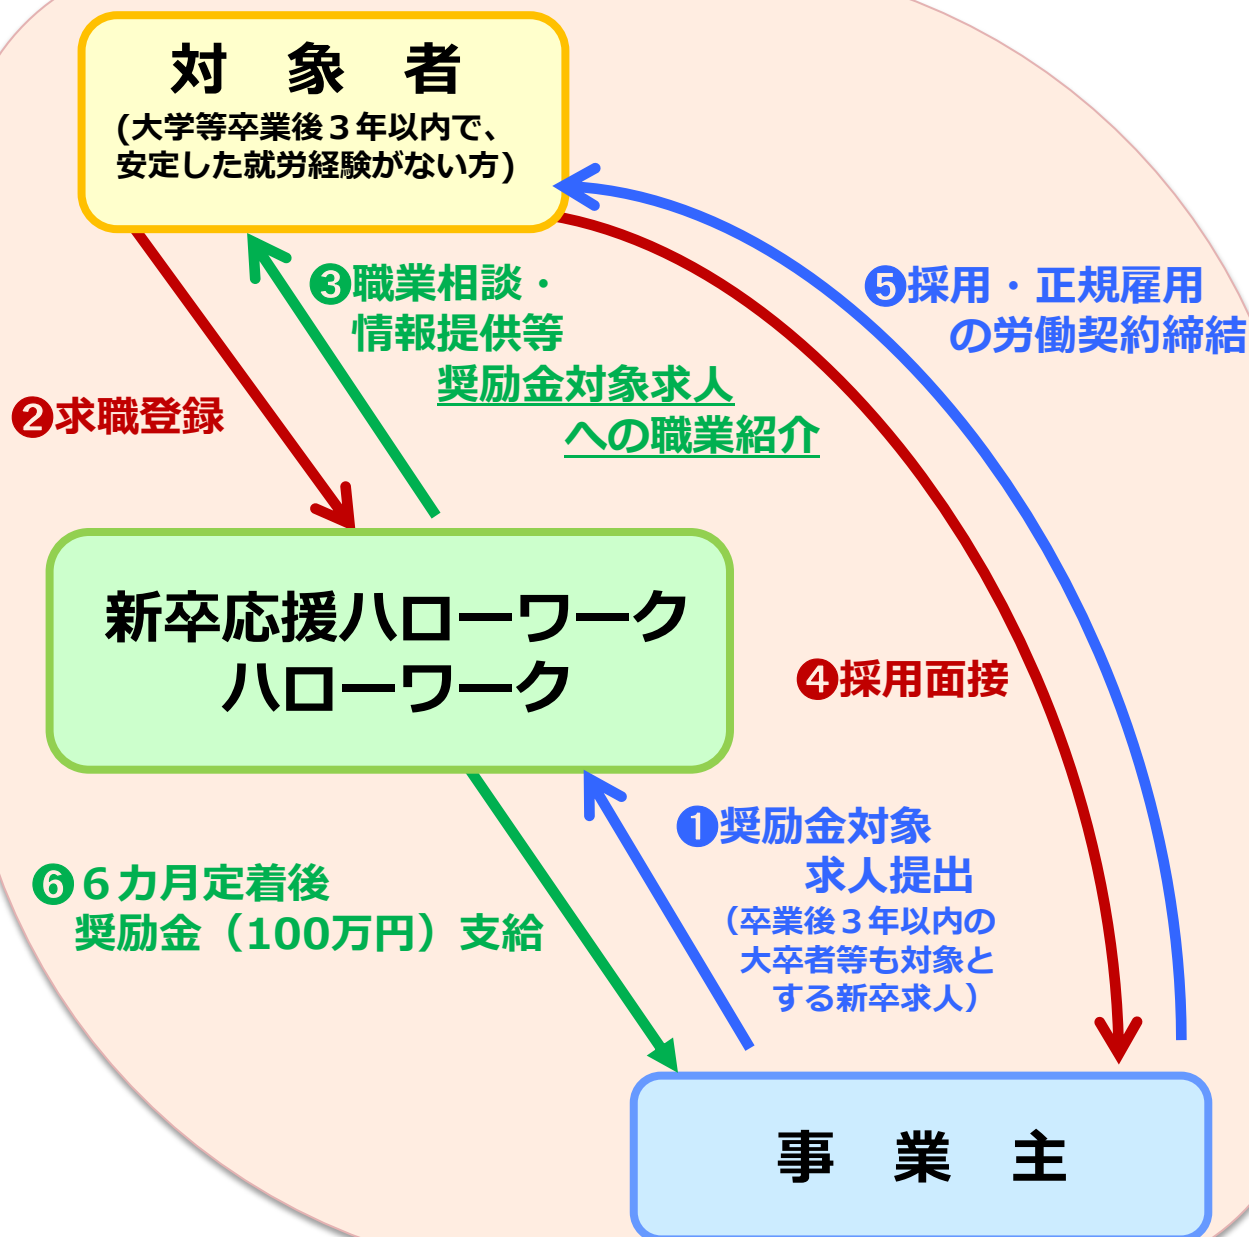 対　象　者
(大学等卒業後３年以内で、
安定した就労経験がない方)
❸職業相談・
情報提供等
奨励金対象求人
への職業紹介
❺採用・正規雇用
の労働契約締結
❷求職登録
新卒応援ハローワーク
ハローワーク
❹採用面接
❶奨励金対象
求人提出
（卒業後３年以内の
大卒者等も対象と
する新卒求人）
❻６カ月定着後
奨励金（100万円）支給
事　業　主